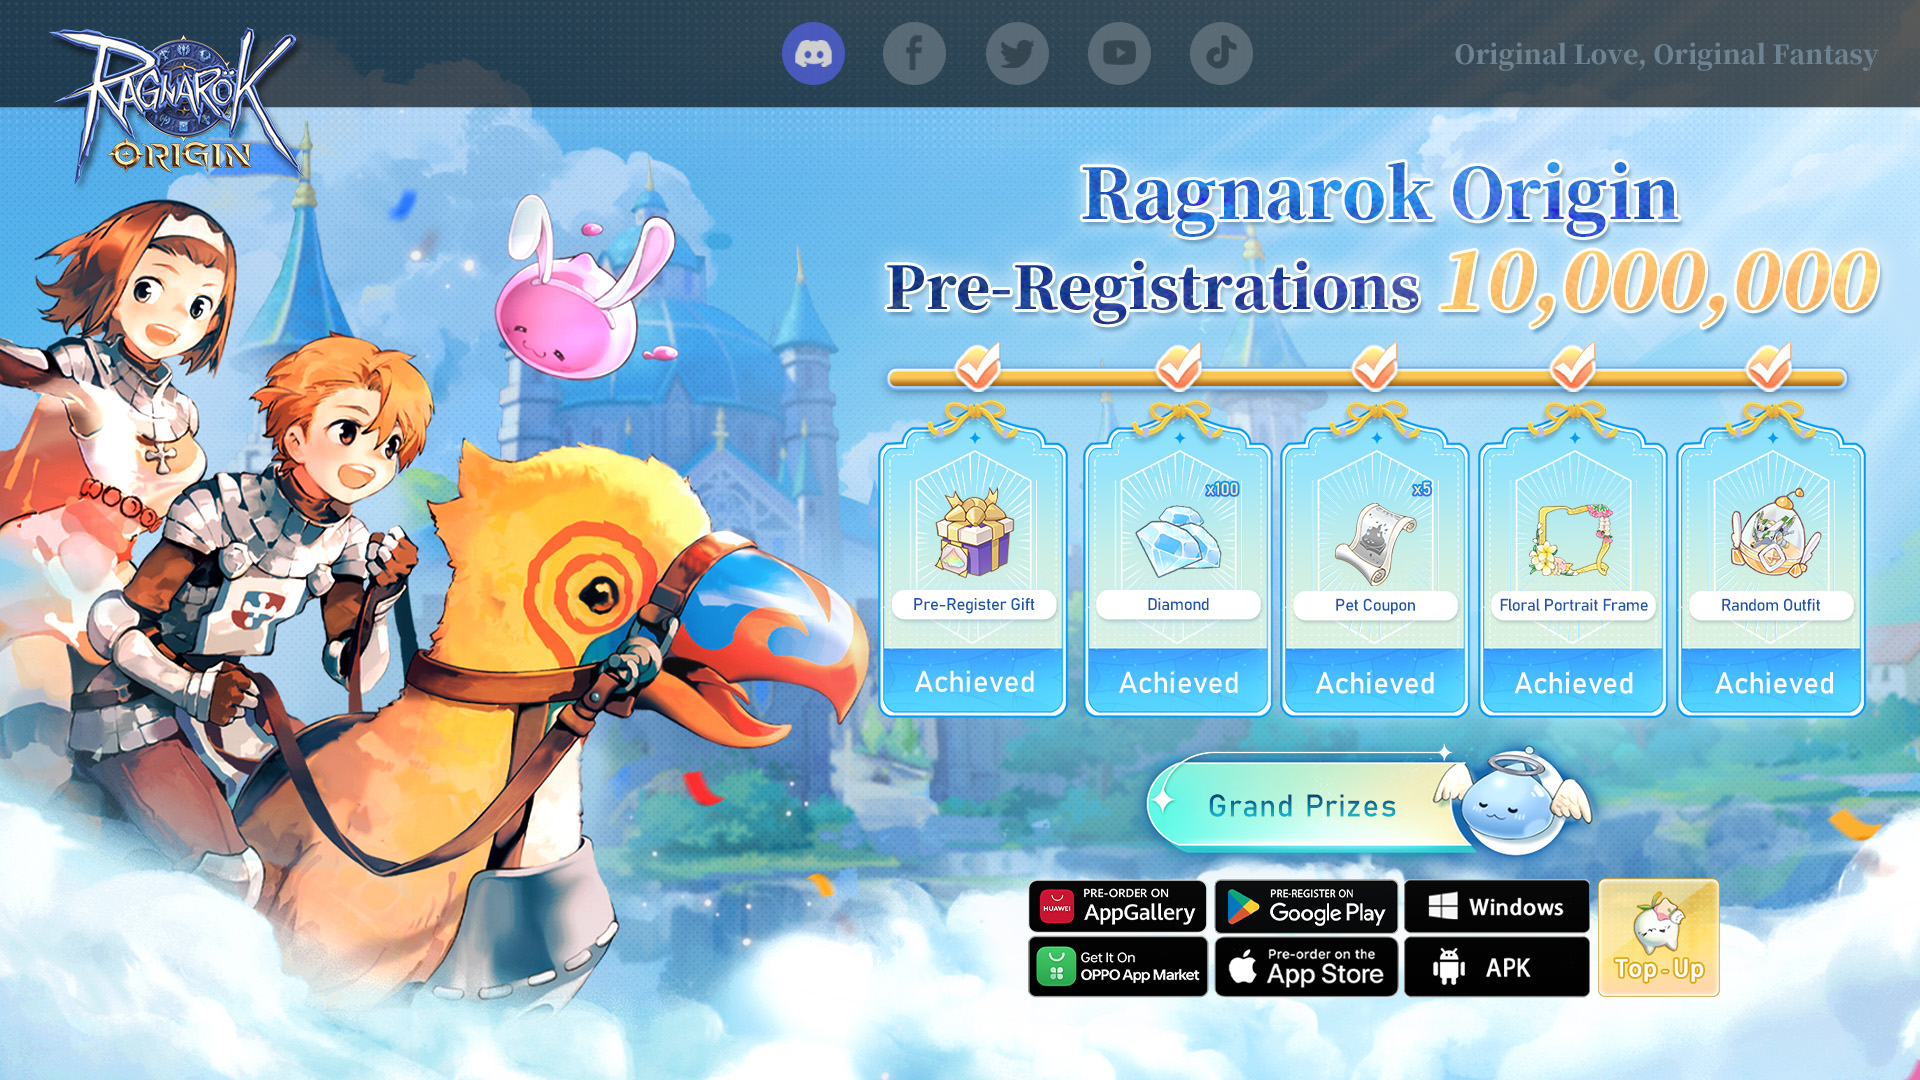 RAGNARÖK
ORIGIN
Original Love, Original Fantasy
Ragnarok Origin
Pre-Registrations 10,000,000
Pre-Register Gift
Achieved
x100
Diamond
Achieved
x5
Pet Coupon
Achieved
Floral Portrait Frame
Achieved
Random Outfit
Achieved
Grand Prizes
HUAWEI
PRE-ORDER ON
AppGallery
PRE-REGISTER ON
Google Play
Windows
Get It On
OPPO App Market
Pre-order on the
App Store
APK
Top-Up